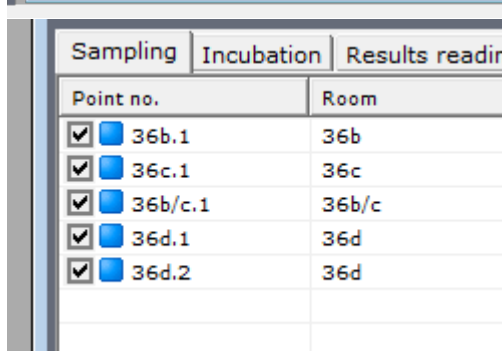 Sampling Incubation Results readin
Point no. Room
36b.1 36b
36c.1 36c
36b/c.1 36b/c
36d.1 36d
36d.2 36d